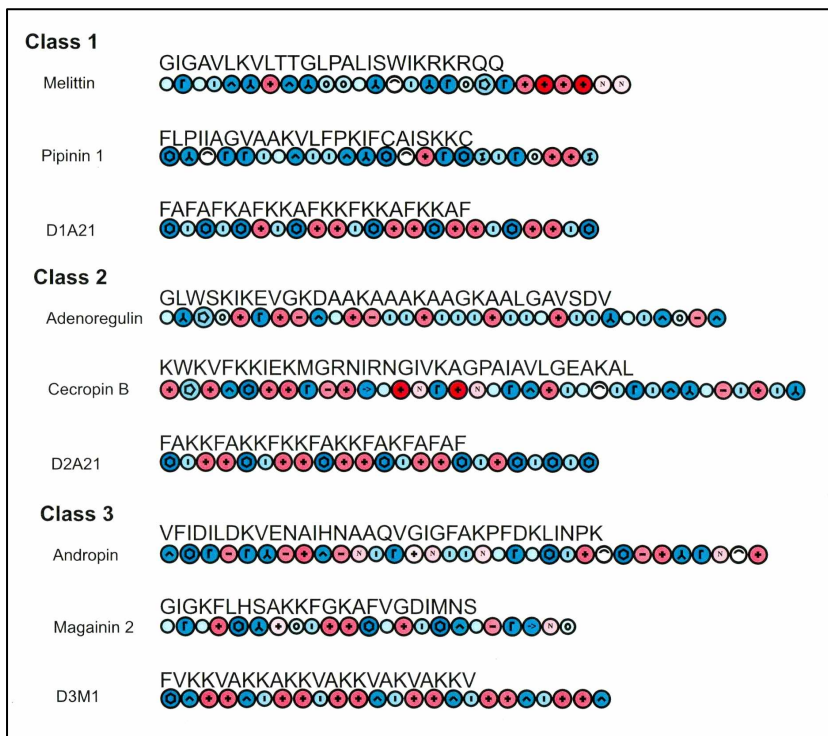 Class 1
GIGAVLKVLTTGLPALISWIKRKRQQ
Melittin
FLPIIAGVAAKVLFPKIFCAISKKC
Pipinin 1
FAFAFKAFKKAFKKFKKAFKKAF
D1A21
Class 2
GLWSKIKEVGKDAAKAAAKAAGKAALGAVSDV
Adenoregulin
KWKVFKKIEKMGRNIRNGIVKAGPAIAVLGEAKAL
Cecropin B
FAKKFAKKFKKFAKKFAKFAFAF
D2A21
Class 3
VFIDILDKVENAIHNAAQVGIGFAKPFDKLINPK
Andropin
GIGKFLHSAKKFGKAFVGDIMNS
Magainin 2
FVKKVAKKAKKVAKKVAKVAKKV
D3M1